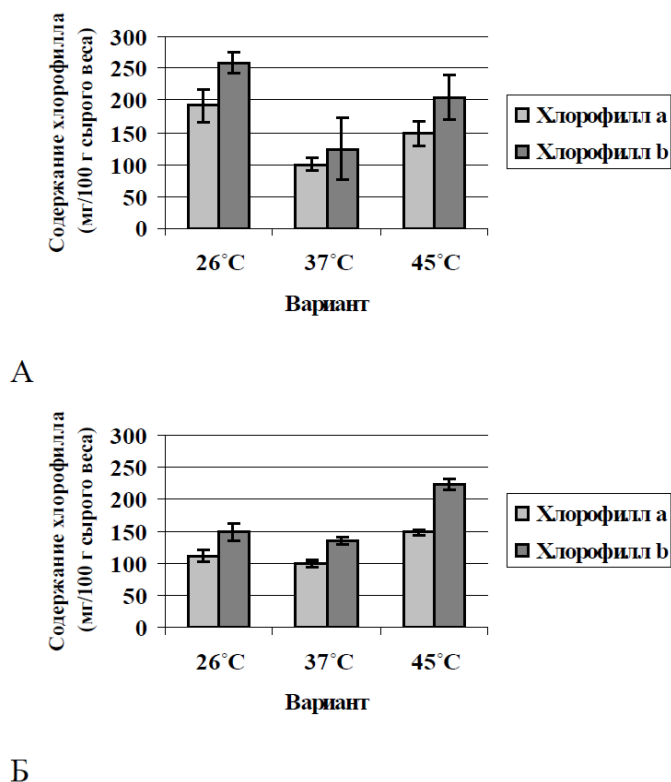 Содержание хлорофилла
(мг/100 г сырого веса)
300
250
200
150
100
50
0
26˚C
37˚C
45˚C
Вариант
Хлорофилл a
Хлорофилл b
А
Содержание хлорофилла
(мг/100 г сырого веса)
300
250
200
150
100
50
0
26˚C
37˚C
45˚C
Вариант
Хлорофилл a
Хлорофилл b
Б